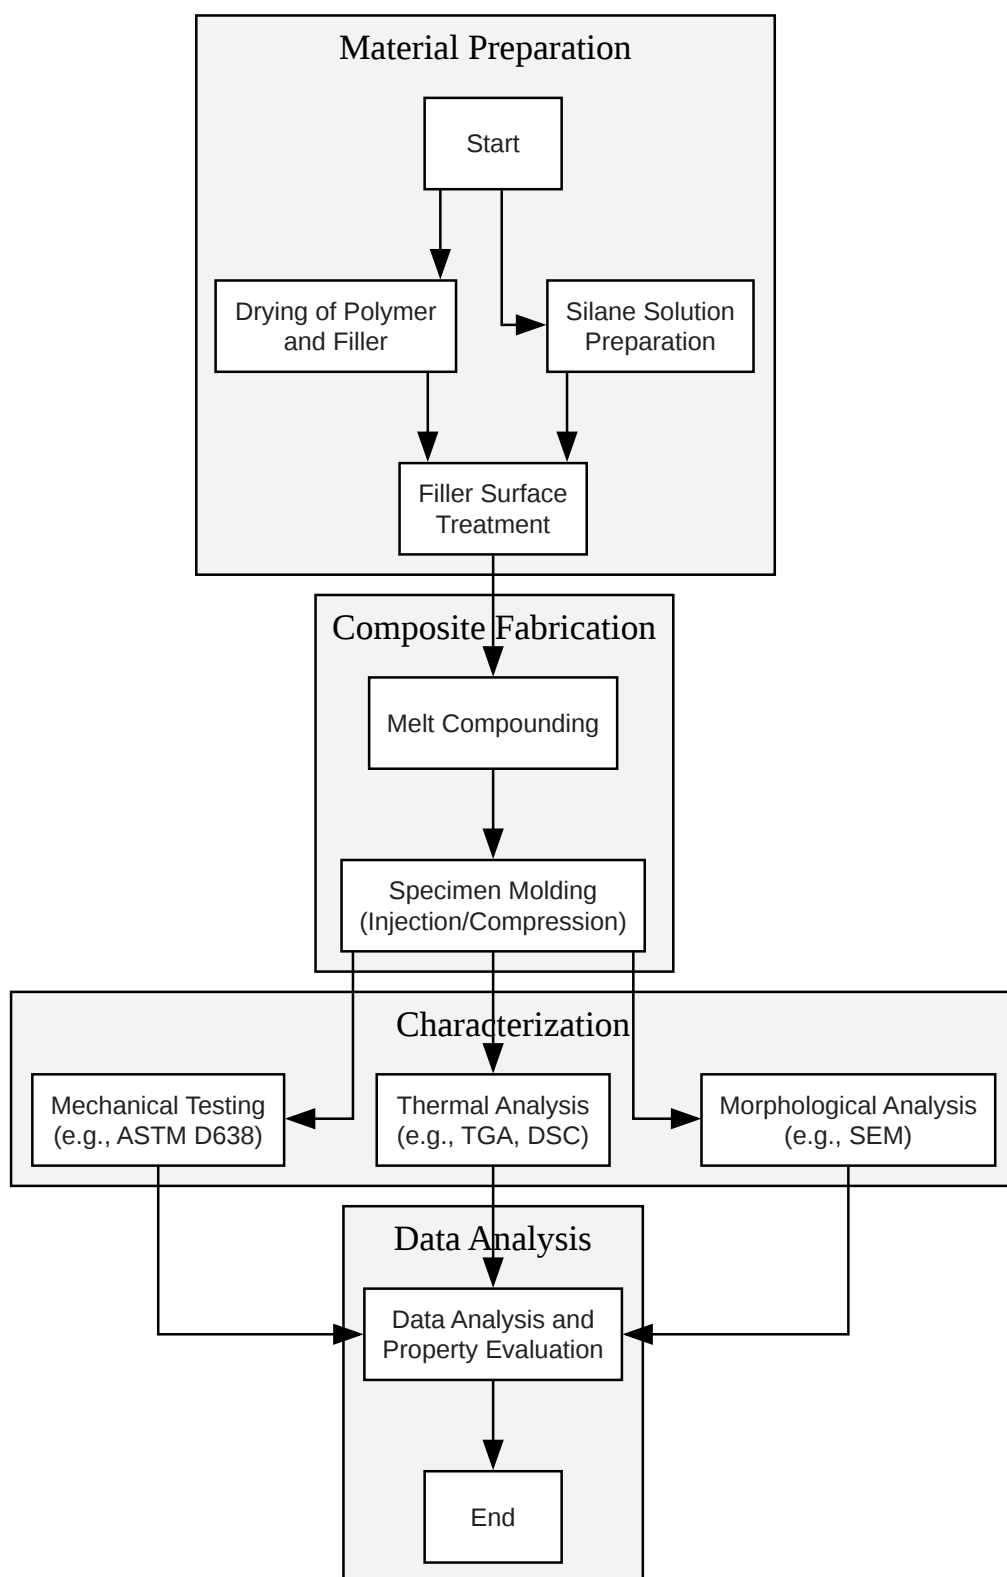 Material Preparation
Start
Drying of Polymer
and Filler
Silane Solution
Preparation
Filler Surface
Treatment
Composite Fabrication
Melt Compounding
Specimen Molding
(Injection/Compression)
Characterization
Mechanical Testing
(e.g., ASTM D638)
Thermal Analysis
(e.g., TGA, DSC)
Morphological Analysis
(e.g., SEM)
Data Analysis
Data Analysis and
Property Evaluation
End